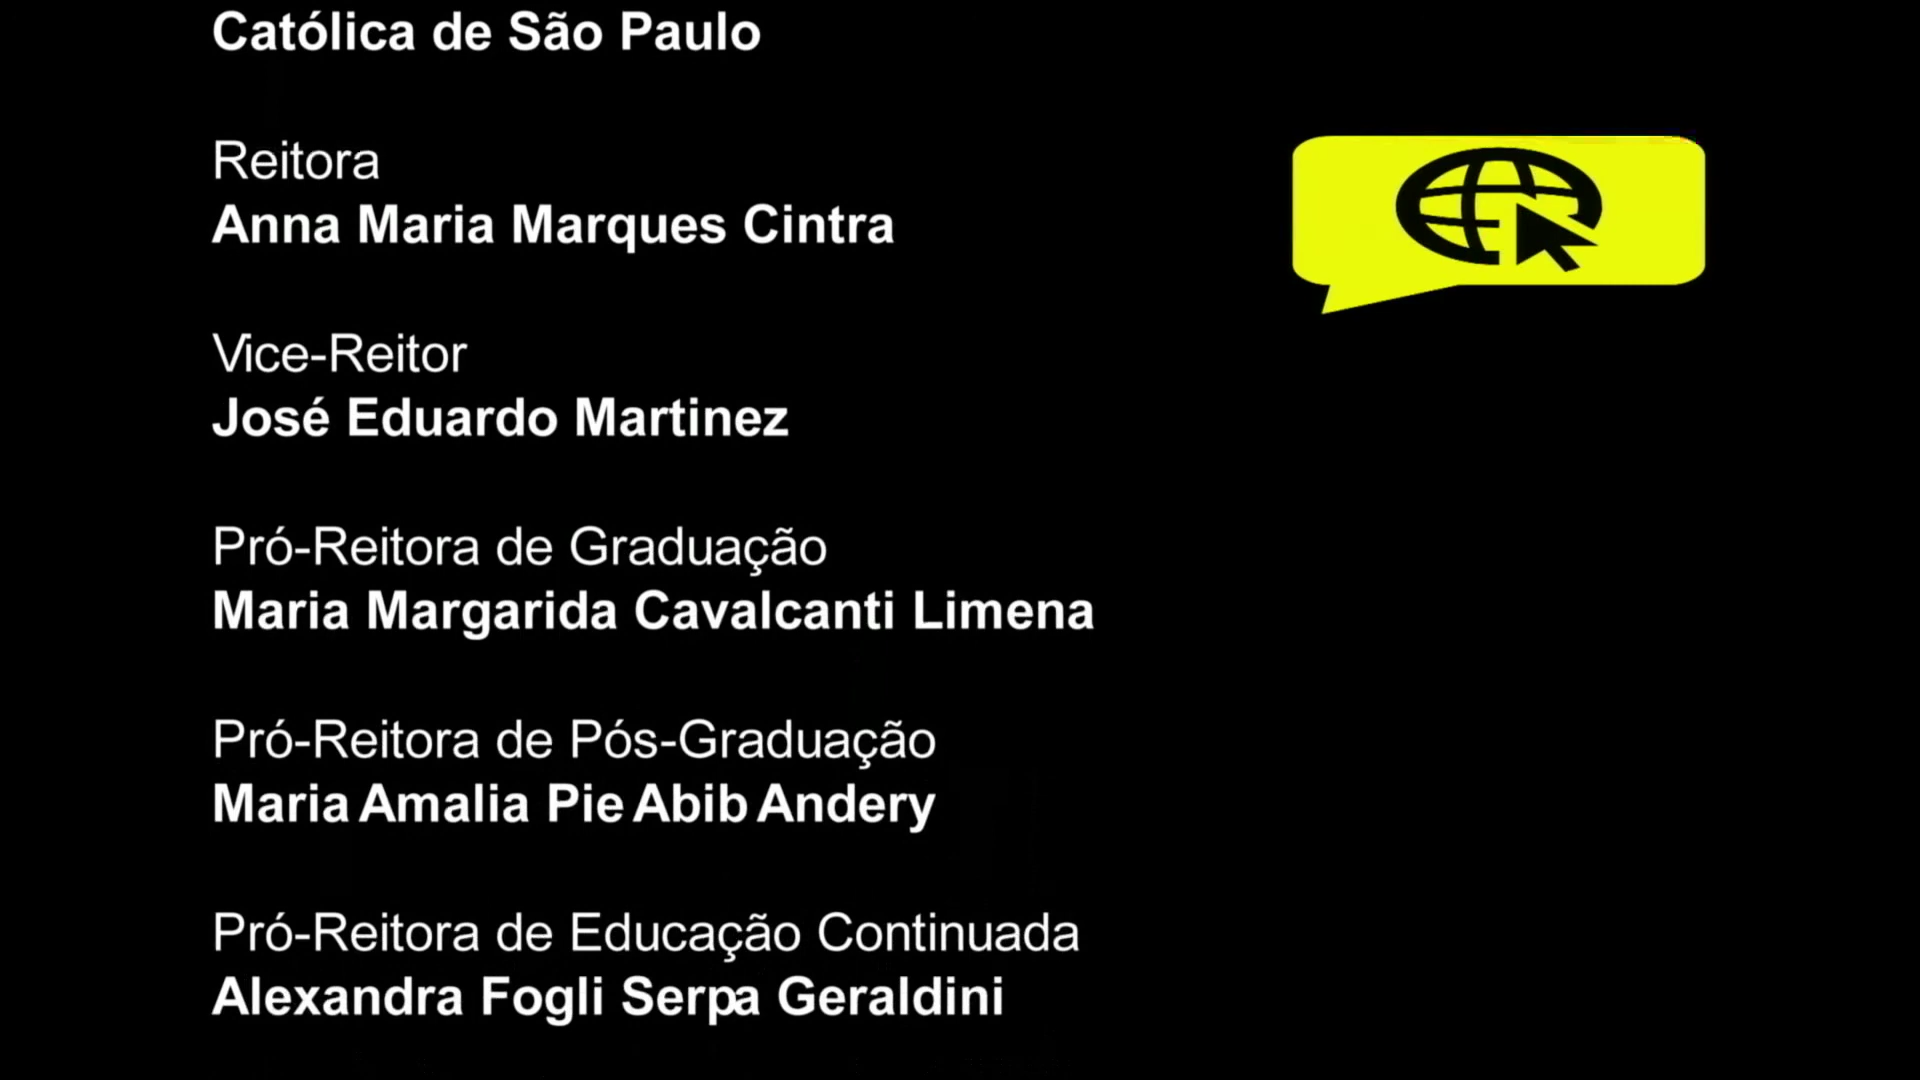 Católica de São Paulo
Reitora
Anna Maria Marques Cintra
Vice-Reitor
José Eduardo Martinez
Pró-Reitora de Graduação
Maria Margarida Cavalcanti Limena
Pró-Reitora de Pós-Graduação
Maria Amalia Pie Abib Andery
Pró-Reitora de Educação Continuada
Alexandra Fogli Serpa Geraldini